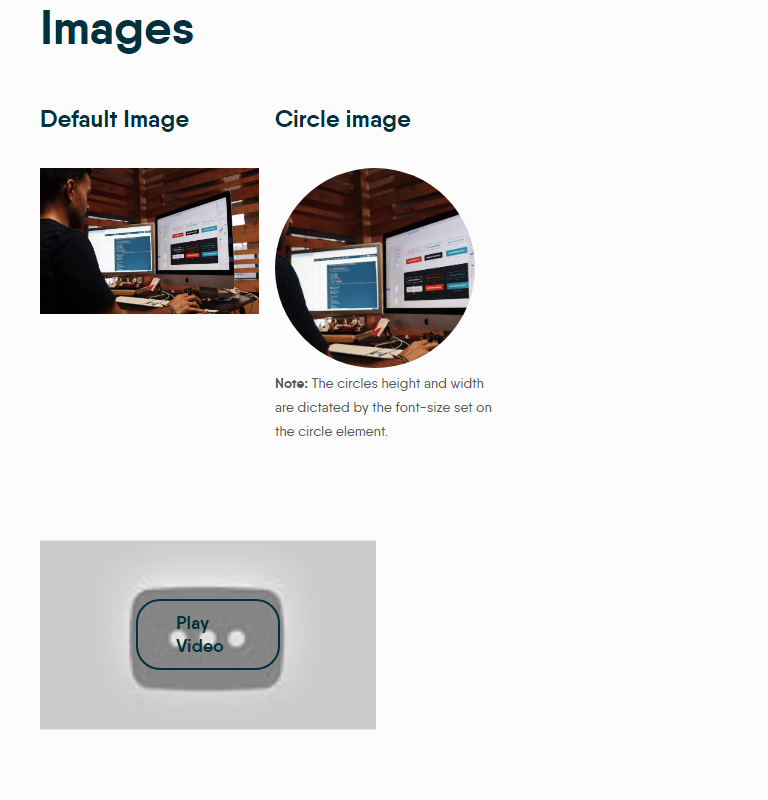 Images
Default Image
Circle image
Note: The circles height and width
are dictated by the font-size set on
the circle element.
Play
Video